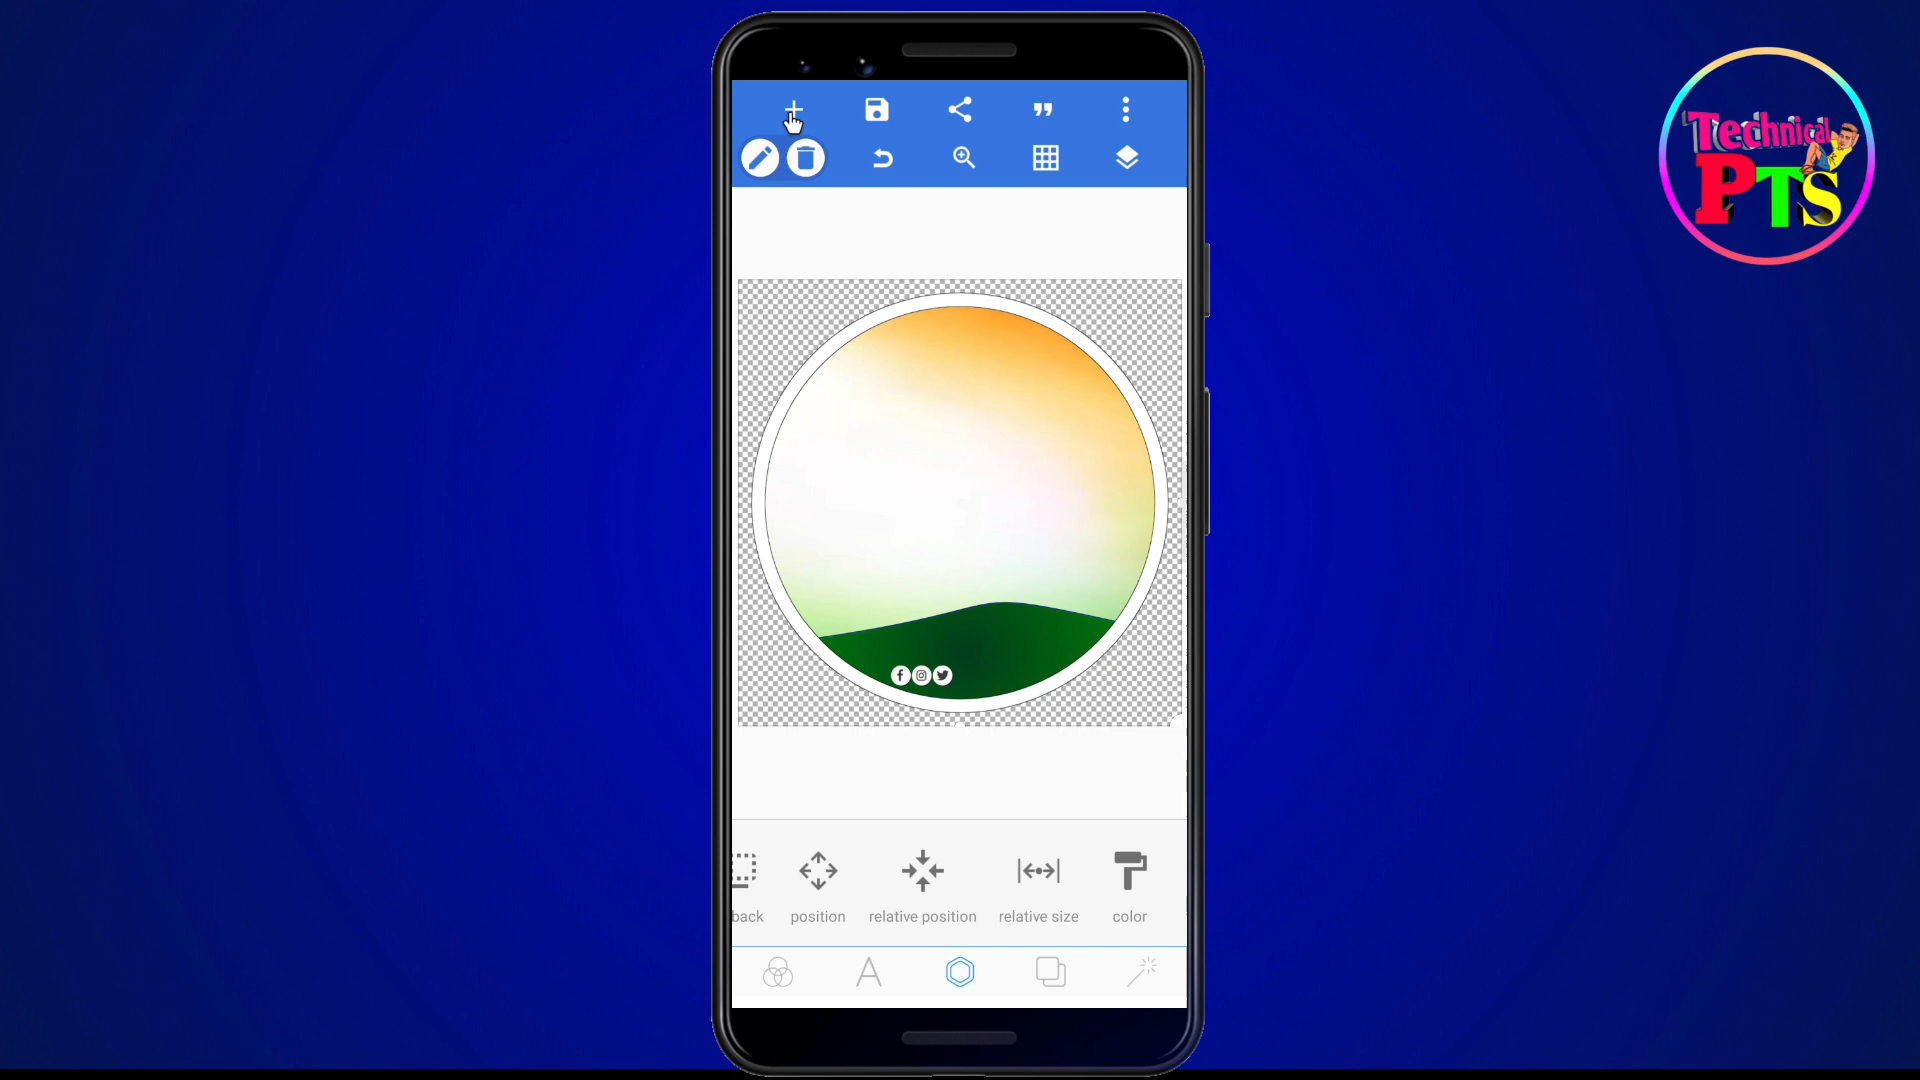 Technical
PTS
back
position
relative position
relative size
color